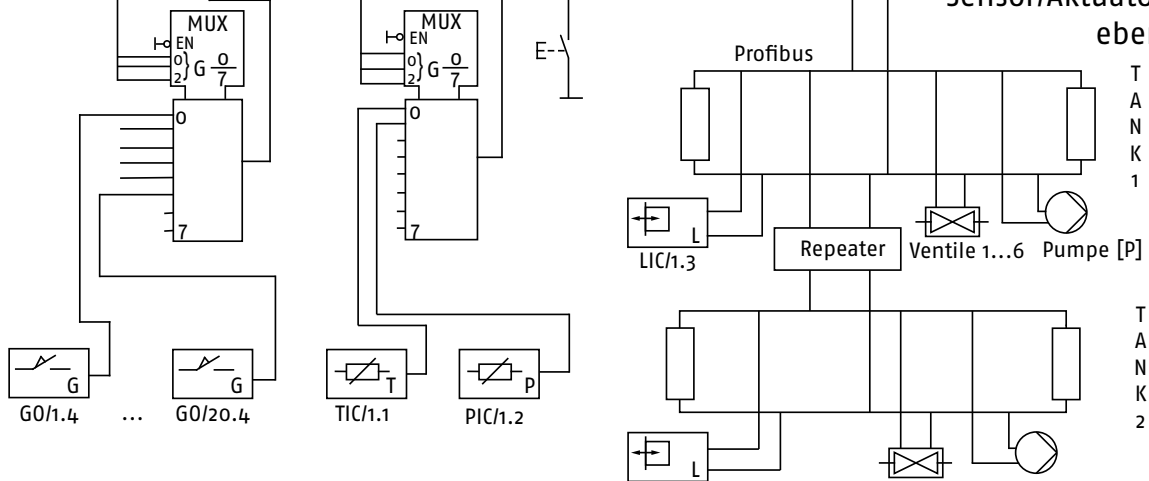 Sensor/Aktuator
eben
MUX
EN
0
2
G 0
7
0
7
MUX
EN
0
2
G 0
7
0
7
E
Profibus
T
A
N
K
1
L
LIC/1.3
Repeater
Ventile 1...6
Pumpe [P]
T
A
N
K
2
L
G
GO/1.4
...
G
GO/20.4
T
TIC/1.1
P
PIC/1.2